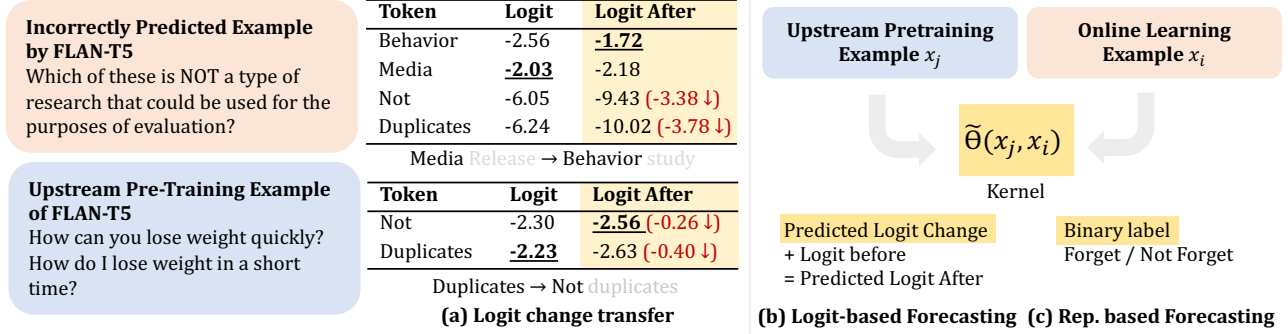 Incorrectly Predicted Example
by FLAN-T5
Which of these is NOT a type of
research that could be used for the
purposes of evaluation?
Upstream Pre-Training Example
of FLAN-T5
How can you lose weight quickly?
How do I lose weight in a short
time?
Token Logit Logit After
Behavior -2.56 -1.72
Media -2.03 -2.18
Not -6.05 -9.43 (-3.38 ↓)
Duplicates -6.24 -10.02 (-3.78 ↓)
Media Release → Behavior study
Token Logit Logit After
Not -2.30 -2.56 (-0.26 ↓)
Duplicates -2.23 -2.63 (-0.40 ↓)
Duplicates → Not duplicates
(a) Logit change transfer
Upstream Pretraining
Example x_j
Online Learning
Example x_i
Θ̃(x_j, x_i)
Kernel
Predicted Logit Change
+ Logit before
= Predicted Logit After
Binary label
Forget / Not Forget
(b) Logit-based Forecasting
(c) Rep. based Forecasting